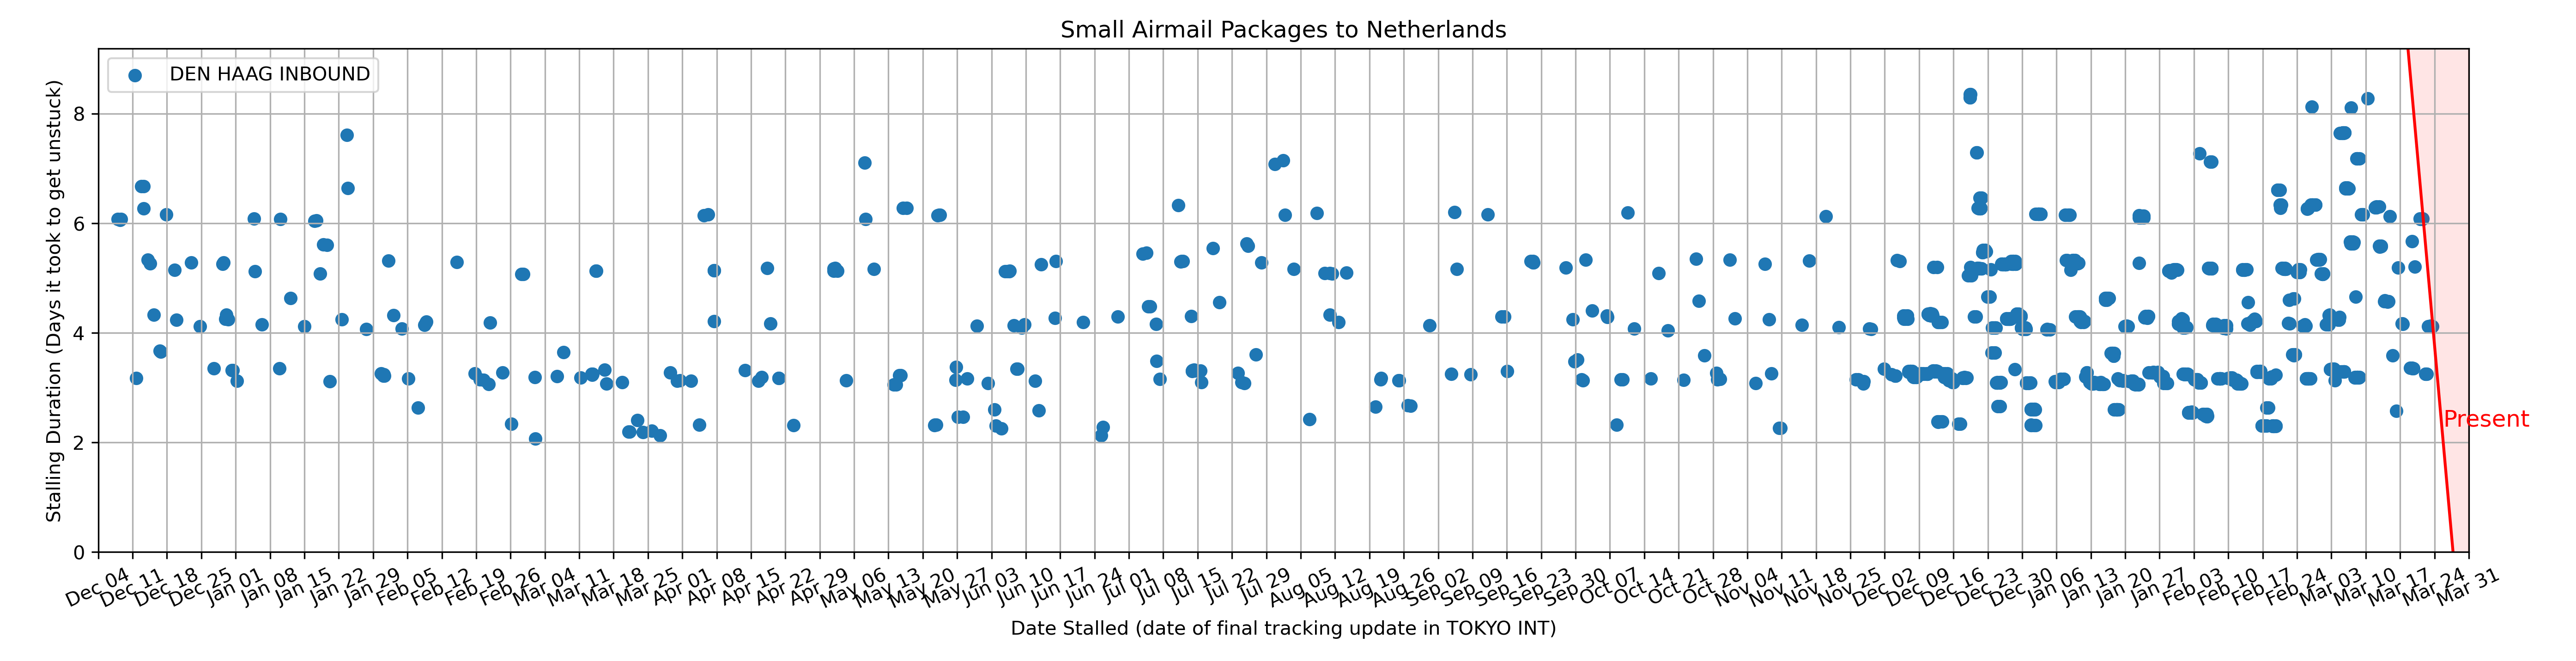 Small Airmail Packages to Netherlands
DEN HAAG INBOUND
Stalling Duration (Days it took to get unstuck)
8
6
4
2
0
Present
Dec 04
Dec 11
Dec 18
Dec 25
Jan 01
Jan 08
Jan 15
Jan 22
Jan 29
Feb 05
Feb 12
Feb 19
Feb 26
Mar 04
Mar 11
Mar 18
Mar 25
Apr 01
Apr 08
Apr 15
Apr 22
Apr 29
May 06
May 13
May 20
May 27
Jun 03
Jun 10
Jun 17
Jun 24
Jul 01
Jul 08
Jul 15
Jul 22
Jul 29
Aug 05
Aug 12
Aug 19
Aug 26
Sep 02
Sep 09
Sep 16
Sep 23
Sep 30
Oct 07
Oct 14
Oct 21
Oct 28
Nov 04
Nov 11
Nov 18
Nov 25
Dec 02
Dec 09
Dec 16
Dec 23
Dec 30
Jan 06
Jan 13
Jan 20
Jan 27
Feb 03
Feb 10
Feb 17
Feb 24
Mar 03
Mar 10
Mar 17
Mar 24
Mar 31
Date Stalled (date of final tracking update in TOKYO INT)